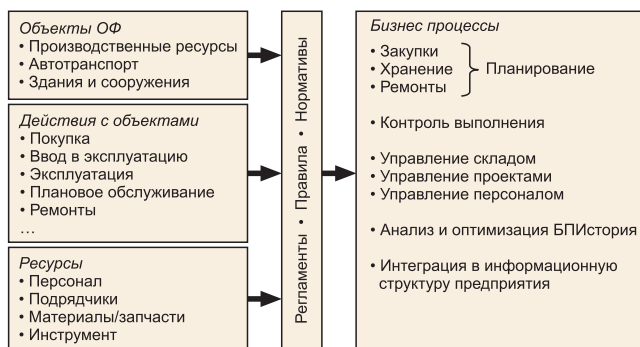 Объекты ОФ
• Производственные ресурсы
• Автотранспорт
• Здания и сооружения
Действия с объектами
• Покупка
• Ввод в эксплуатацию
• Эксплуатация
• Плановое обслуживание
• Ремонты
...
Ресурсы
• Персонал
• Подрядчики
• Материалы/запчасти
• Инструмент
Регламенты • Правила • Нормативы
Бизнес процессы
• Закупки
• Хранение
• Ремонты
Планирование
• Контроль выполнения
• Управление складом
• Управление проектами
• Управление персоналом
• Анализ и оптимизация БПИстория
• Интеграция в информационную
структуру предприятия